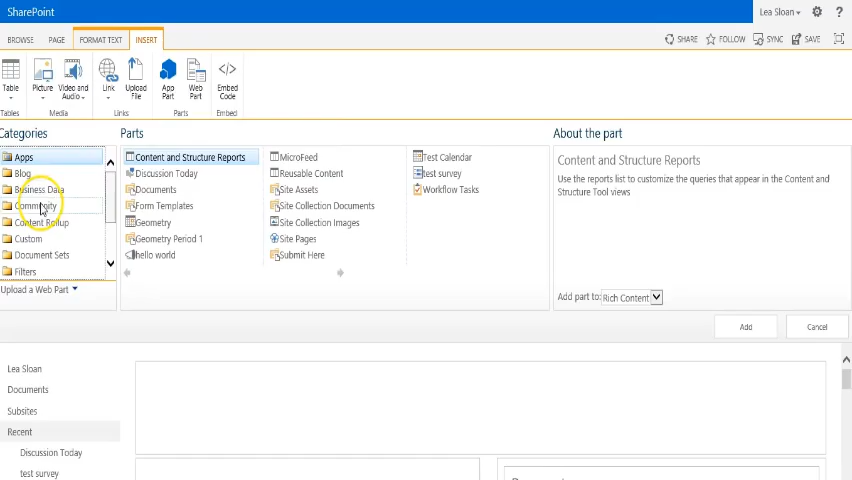 SharePoint
Lea Sloan
?
BROWSE PAGE FORMAT TEXT INSERT
SHARE FOLLOW SYNC SAVE
Table Picture Video and Audio Link Upload File App Part Web Part Embed Code
Tables Media Links Parts Embed
Categories
Apps
Blog
Business Data
Community
Content Rollup
Custom
Document Sets
Filters
Upload a Web Part
Parts
Content and Structure Reports
Discussion Today
Documents
Form Templates
Geometry
Geometry Period 1
hello world
MicroFeed
Reusable Content
Site Assets
Site Collection Documents
Site Collection Images
Site Pages
Submit Here
Test Calendar
test survey
Workflow Tasks
About the part
Content and Structure Reports
Use the reports list to customize the queries that appear in the Content and
Structure Tool views
Add part to: Rich Content
Add Cancel
Lea Sloan
Documents
Subsites
Recent
Discussion Today
test survey